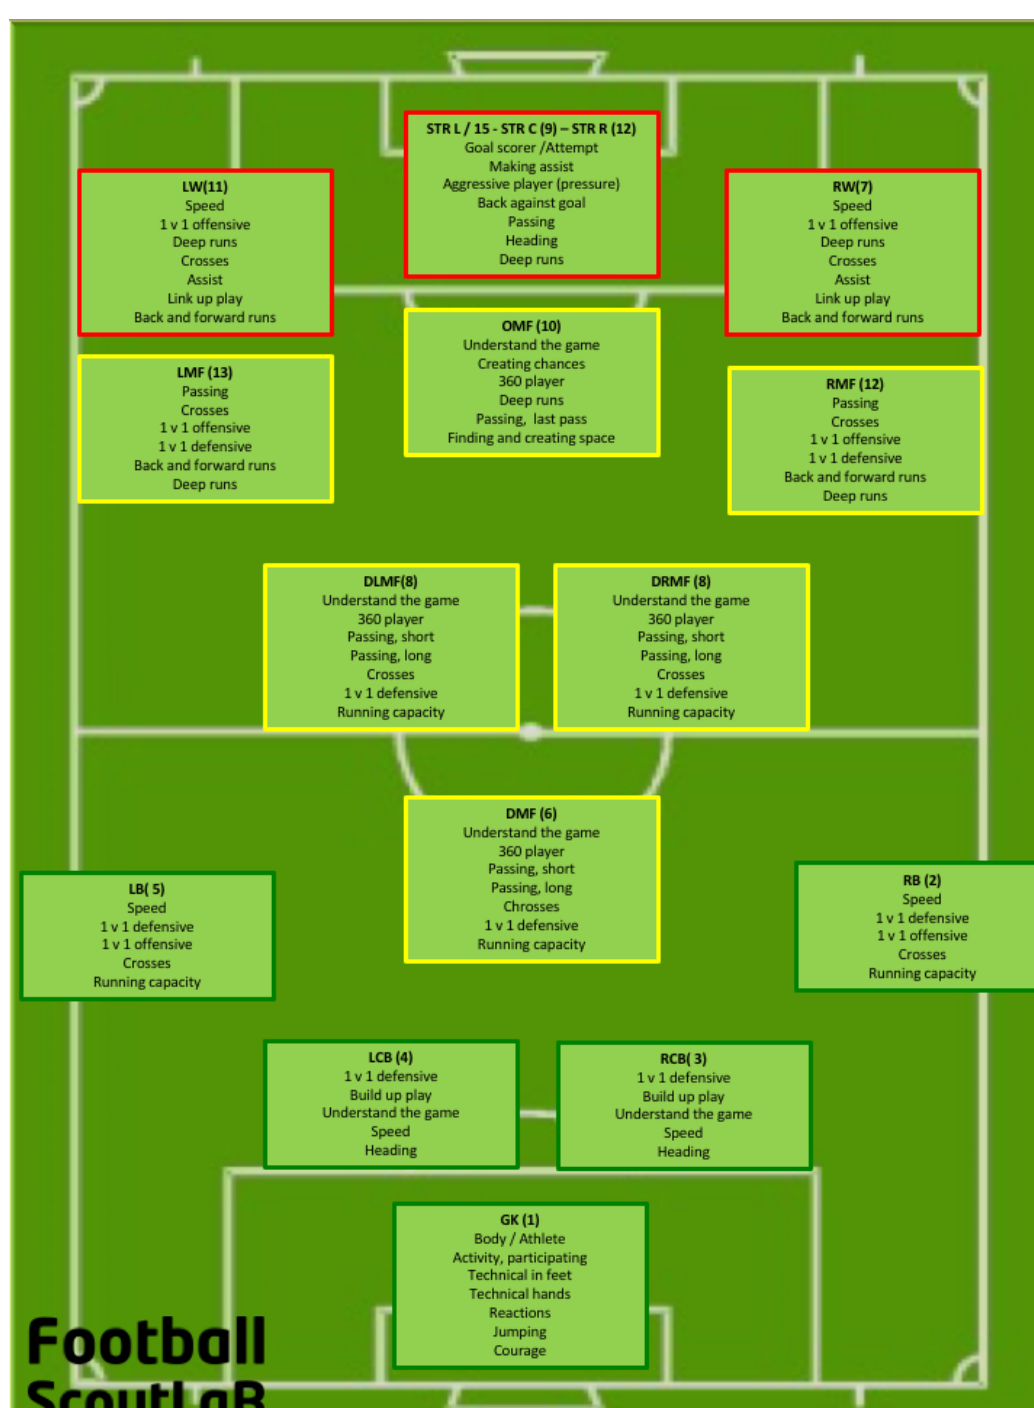 STR L / 15 - STR C (9) – STR R (12)
Goal scorer /Attempt
Making assist
Aggressive player (pressure)
Back against goal
Passing
Heading
Deep runs
LW(11)
Speed
1 v 1 offensive
Deep runs
Crosses
Assist
Link up play
Back and forward runs
RW(7)
Speed
1 v 1 offensive
Deep runs
Crosses
Assist
Link up play
Back and forward runs
OMF (10)
Understand the game
Creating chances
360 player
Deep runs
Passing, last pass
Finding and creating space
LMF (13)
Passing
Crosses
1 v 1 offensive
1 v 1 defensive
Back and forward runs
Deep runs
RMF (12)
Passing
Crosses
1 v 1 offensive
1 v 1 defensive
Back and forward runs
Deep runs
DLMF(8)
Understand the game
360 player
Passing, short
Passing, long
Crosses
1 v 1 defensive
Running capacity
DRMF (8)
Understand the game
360 player
Passing, short
Passing, long
Crosses
1 v 1 defensive
Running capacity
DMF (6)
Understand the game
360 player
Passing, short
Passing, long
Chrosses
1 v 1 defensive
Running capacity
LB( 5)
Speed
1 v 1 defensive
1 v 1 offensive
Crosses
Running capacity
RB (2)
Speed
1 v 1 defensive
1 v 1 offensive
Crosses
Running capacity
LCB (4)
1 v 1 defensive
Build up play
Understand the game
Speed
Heading
RCB( 3)
1 v 1 defensive
Build up play
Understand the game
Speed
Heading
GK (1)
Body / Athlete
Activity, participating
Technical in feet
Technical hands
Reactions
Jumping
Courage
Football
ScoutLaB